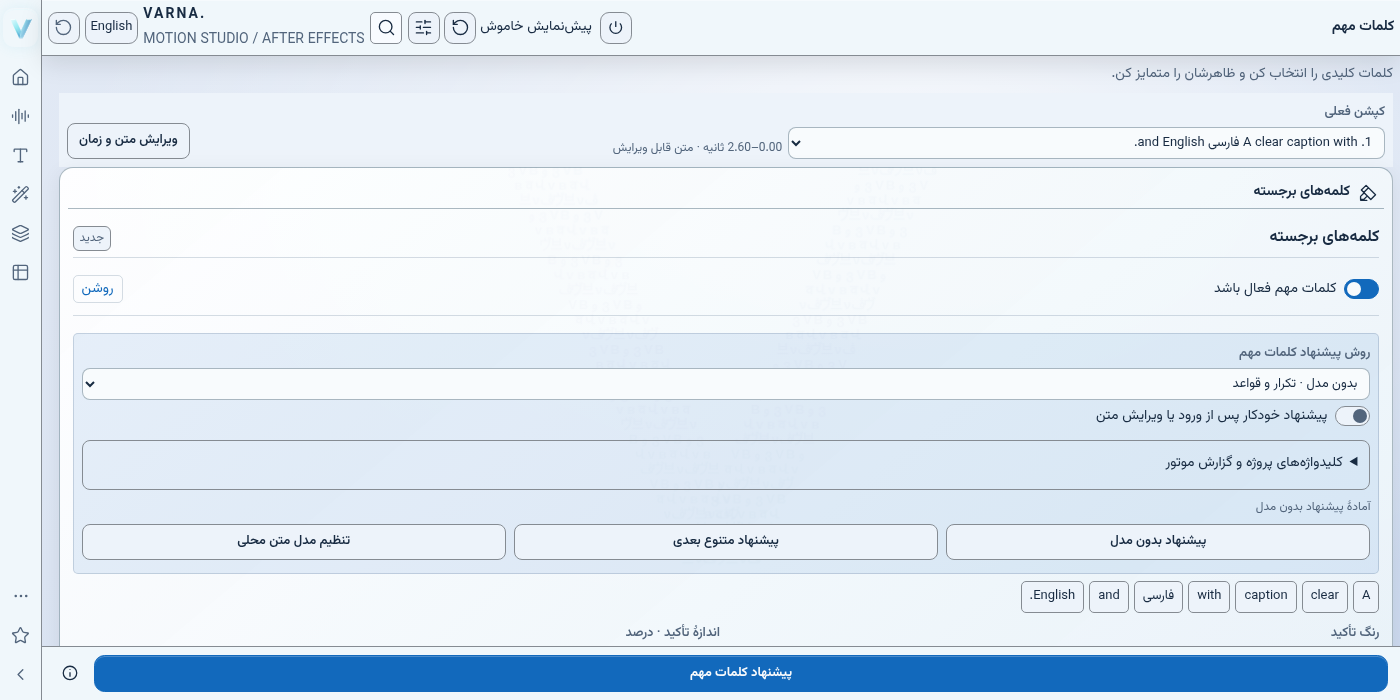 کلمات مهم
پیش‌نمایش خاموش
VARNA.
MOTION STUDIO / AFTER EFFECTS
English
کلمات کلیدی را انتخاب کن و ظاهرشان را متمایز کن.
کپشن فعلی
1. A clear caption with فارسی and English.
0.00–2.60 ثانیه · متن قابل ویرایش
ویرایش متن و زمان
کلمه‌های برجسته
کلمه‌های برجسته
جدید
کلمات مهم فعال باشد
روشن
روش پیشنهاد کلمات مهم
بدون مدل · تکرار و قواعد
پیشنهاد خودکار پس از ورود یا ویرایش متن
کلیدواژه‌های پروژه و گزارش موتور
آمادهٔ پیشنهاد بدون مدل
پیشنهاد بدون مدل
پیشنهاد متنوع بعدی
تنظیم مدل متن محلی
A clear caption with فارسی and English.
رنگ تأکید
اندازهٔ تأکید · درصد
پیشنهاد کلمات مهم